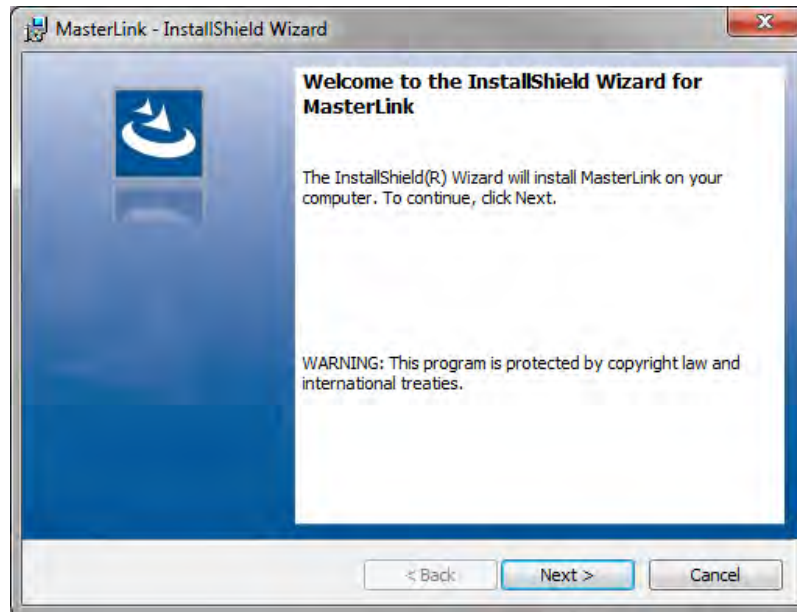 MasterLink - InstallShield Wizard
Welcome to the InstallShield Wizard for
MasterLink
The InstallShield(R) Wizard will install MasterLink on your
computer. To continue, click Next.
WARNING: This program is protected by copyright law and
international treaties.
< Back Next > Cancel